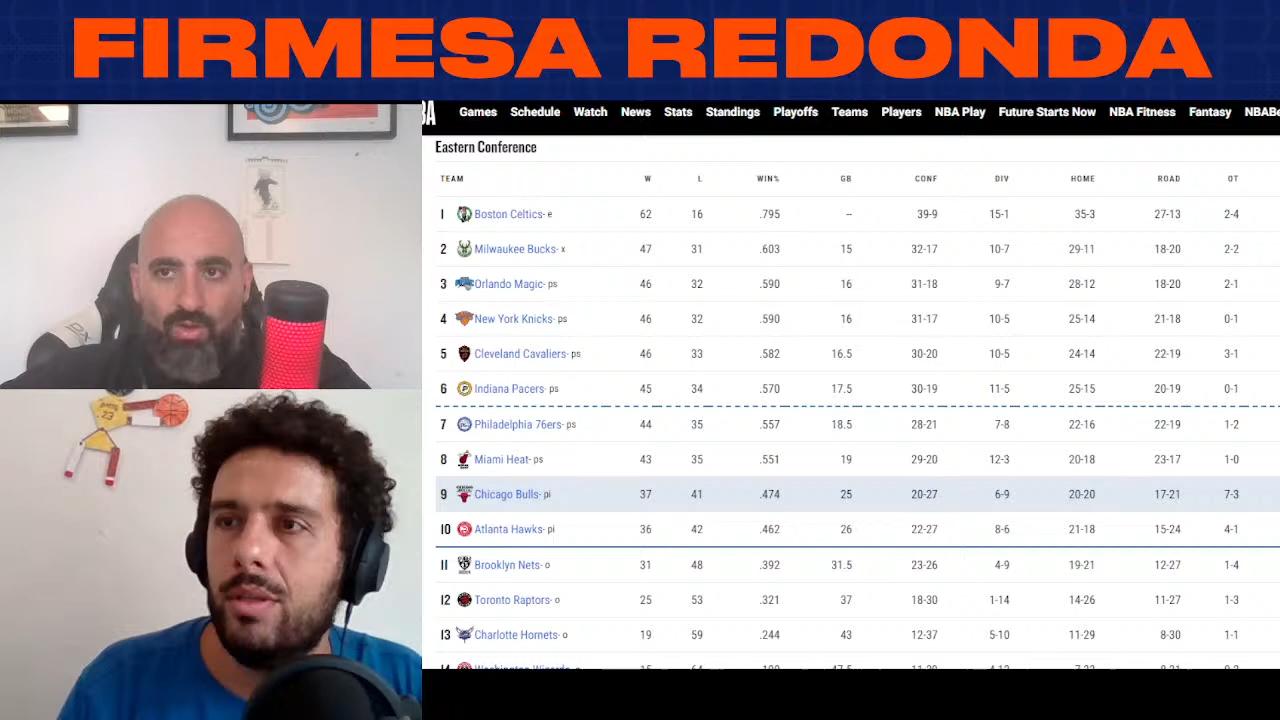 FIRMESA REDONDA
BA Games Schedule Watch News Stats Standings Playoffs Teams Players NBA Play Future Starts Now NBA Fitness Fantasy NBABe
Eastern Conference
TEAM W L WIN% GB CONF DIV HOME ROAD OT
1 Boston Celtics - e 62 16 .795 -- 39-9 15-1 35-3 27-13 2-4
2 Milwaukee Bucks - x 47 31 .603 15 32-17 10-7 29-11 18-20 2-2
3 Orlando Magic - ps 46 32 .590 16 31-18 9-7 28-12 18-20 2-1
4 New York Knicks - ps 46 32 .590 16 31-17 10-5 25-14 21-18 0-1
5 Cleveland Cavaliers - ps 46 33 .582 16.5 30-20 10-5 24-14 22-19 3-1
6 Indiana Pacers - ps 45 34 .570 17.5 30-19 11-5 25-15 20-19 0-1
7 Philadelphia 76ers - ps 44 35 .557 18.5 28-21 7-8 22-16 22-19 1-2
8 Miami Heat - ps 43 35 .551 19 29-20 12-3 20-18 23-17 1-0
9 Chicago Bulls - pi 37 41 .474 25 20-27 6-9 20-20 17-21 7-3
10 Atlanta Hawks - pi 36 42 .462 26 22-27 8-6 21-18 15-24 4-1
11 Brooklyn Nets - o 31 48 .392 31.5 23-26 4-9 19-21 12-27 1-4
12 Toronto Raptors - o 25 53 .321 37 18-30 1-14 14-26 11-27 1-3
13 Charlotte Hornets - o 19 59 .244 43 12-37 5-10 11-29 8-30 1-1
23